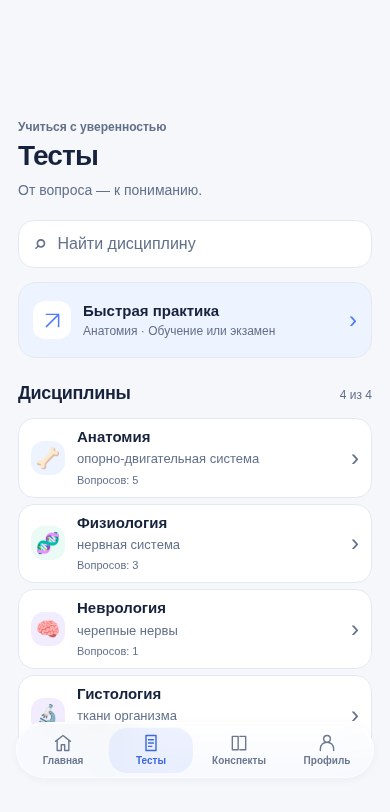 Учиться с уверенностью
Тесты
От вопроса — к пониманию.
Найти дисциплину
Быстрая практика
Анатомия · Обучение или экзамен
Дисциплины
4 из 4
Анатомия
опорно-двигательная система
Вопросов: 5
Физиология
нервная система
Вопросов: 3
Неврология
черепные нервы
Вопросов: 1
Гистология
ткани организма
Главная
Тесты
Конспекты
Профиль